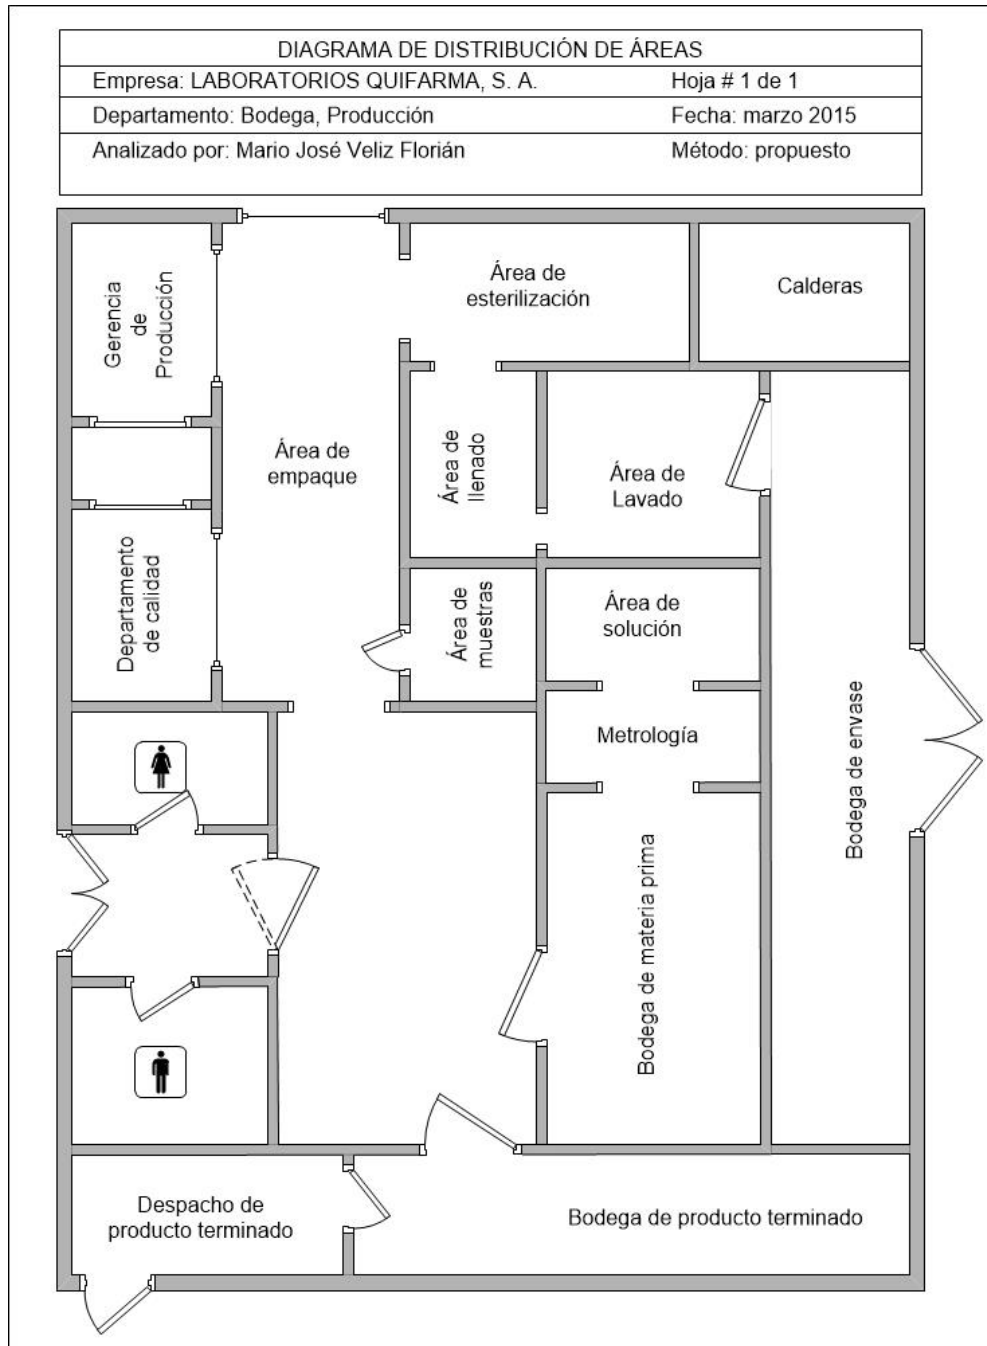 DIAGRAMA DE DISTRIBUCIÓN DE ÁREAS
Empresa: LABORATORIOS QUIFARMA, S. A.
Hoja # 1 de 1
Departamento: Bodega, Producción
Fecha: marzo 2015
Analizado por: Mario José Veliz Florián
Método: propuesto
Gerencia
de
Producción
Área de
esterilización
Calderas
Área de
empaque
Área de
llenado
Área de
Lavado
Departamento
de calidad
Área de
muestras
Área de
solución
Metrología
Bodega de envase
Bodega de materia prima
Despacho de
producto terminado
Bodega de producto terminado